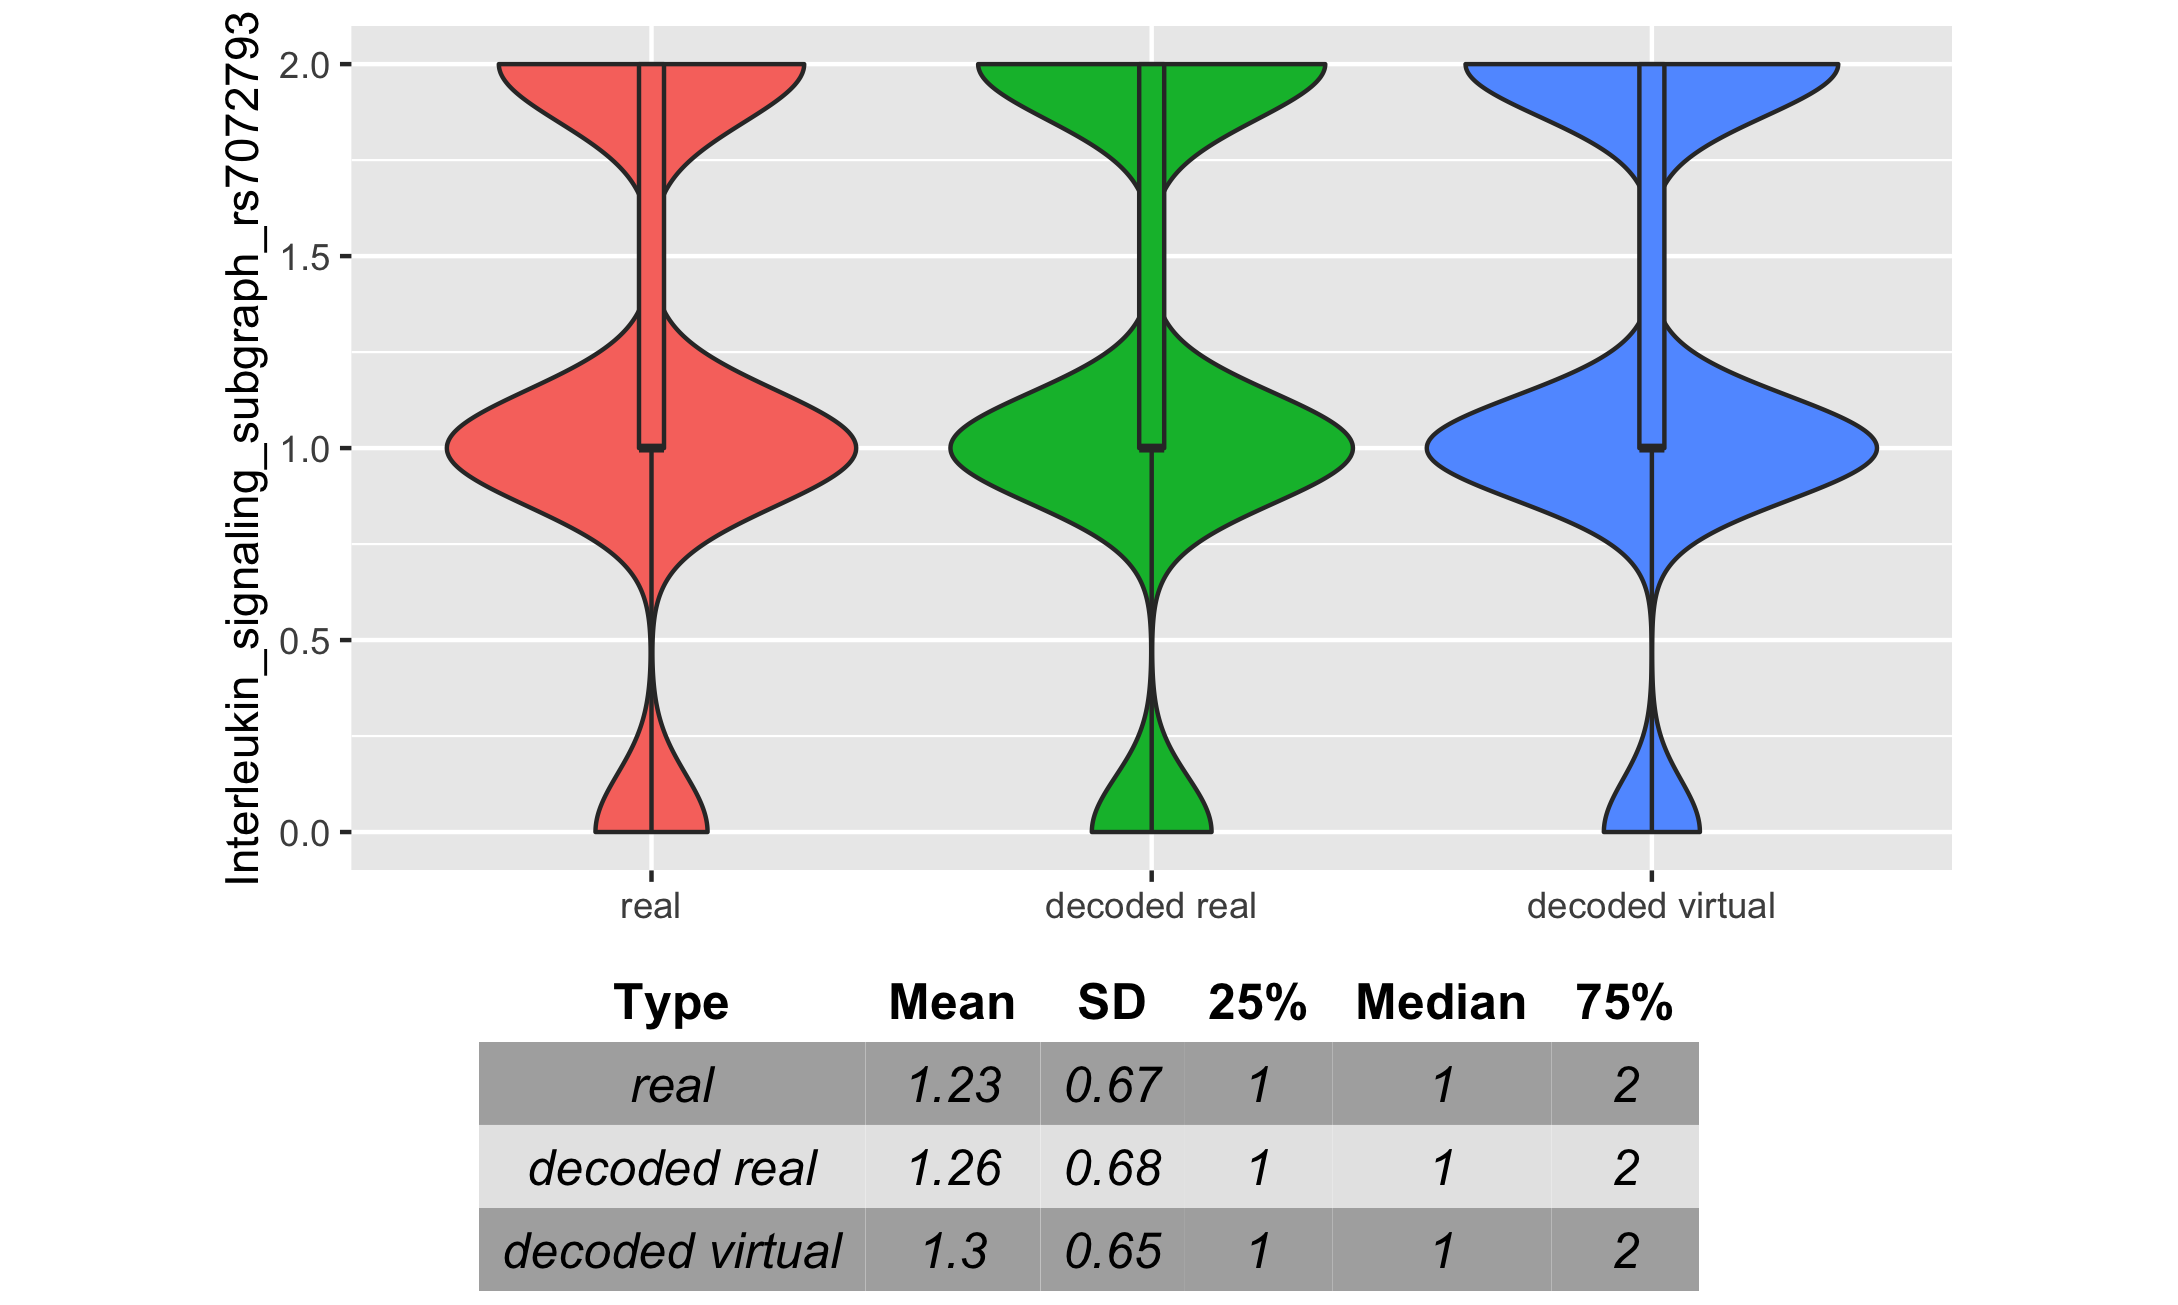 Interleukin_signaling_subgraph_rs7072793
2.0
1.5
1.0
0.5
0.0
real decoded real decoded virtual
Type Mean SD 25% Median 75%
real 1.23 0.67 1 1 2
decoded real 1.26 0.68 1 1 2
decoded virtual 1.3 0.65 1 1 2